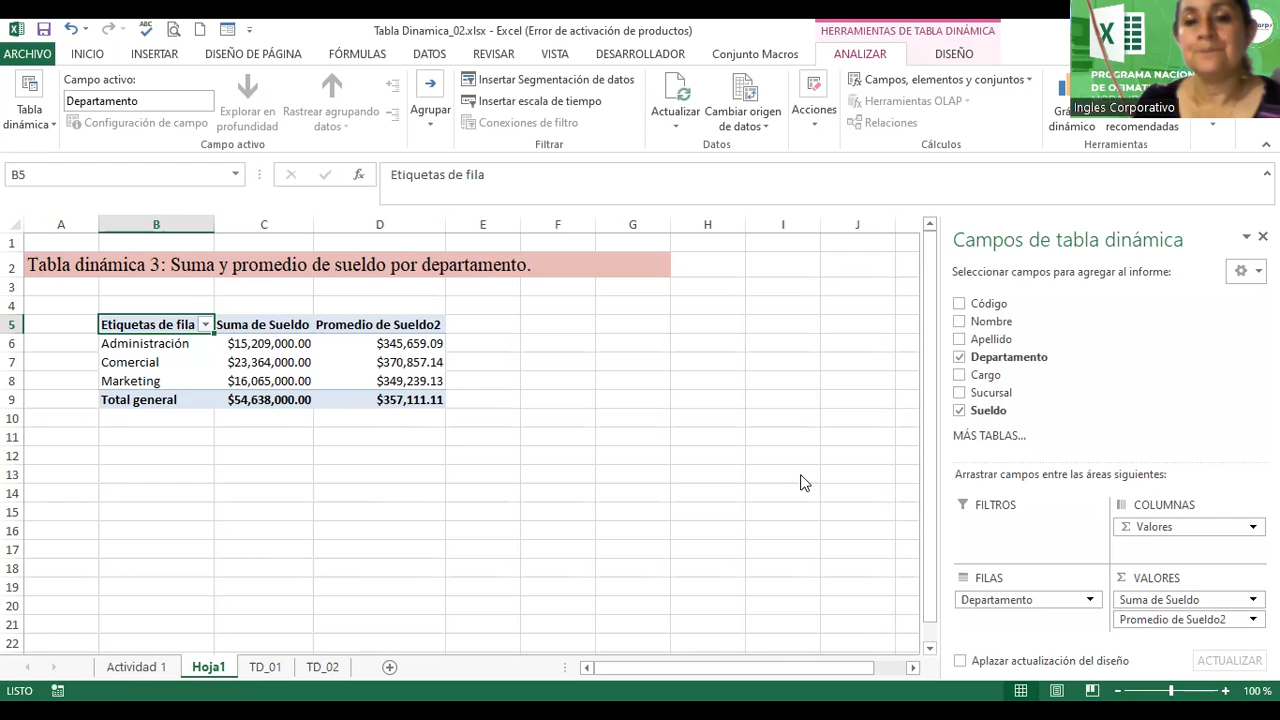 Tabla Dinamica_02.xlsx - Excel (Error de activación de productos)
HERRAMIENTAS DE TABLA DINÁMICA
ARCHIVO INICIO INSERTAR DISEÑO DE PÁGINA FÓRMULAS DATOS REVISAR VISTA DESARROLLADOR Conjunto Macros ANALIZAR DISEÑO
PROGRAMA NACION
Ingles Corporativo
Tabla dinámica
Campo activo:
Departamento
Configuración de campo
Explorar en profundidad
Rastrear agrupando datos
Campo activo
Agrupar
Insertar Segmentación de datos
Insertar escala de tiempo
Conexiones de filtro
Filtrar
Actualizar
Cambiar origen de datos
Datos
Acciones
Campos, elementos y conjuntos
Herramientas OLAP
Relaciones
Cálculos
dinámico
recomendadas
Herramientas
B5
fx
Etiquetas de fila
A B C D E F G H I J
1
2 Tabla dinámica 3: Suma y promedio de sueldo por departamento.
3
4
5 Etiquetas de fila Suma de Sueldo Promedio de Sueldo2
6 Administración $15,209,000.00 $345,659.09
7 Comercial $23,364,000.00 $370,857.14
8 Marketing $16,065,000.00 $349,239.13
9 Total general $54,638,000.00 $357,111.11
10
11
12
13
14
15
16
17
18
19
20
21
22
Campos de tabla dinámica
Seleccionar campos para agregar al informe:
Código
Nombre
Apellido
Departamento
Cargo
Sucursal
Sueldo
MÁS TABLAS...
Arrastrar campos entre las áreas siguientes:
FILTROS
COLUMNAS
Σ Valores
FILAS
Departamento
Σ VALORES
Suma de Sueldo
Promedio de Sueldo2
Aplazar actualización del diseño
ACTUALIZAR
Actividad 1 Hoja1 TD_01 TD_02
LISTO
100 %